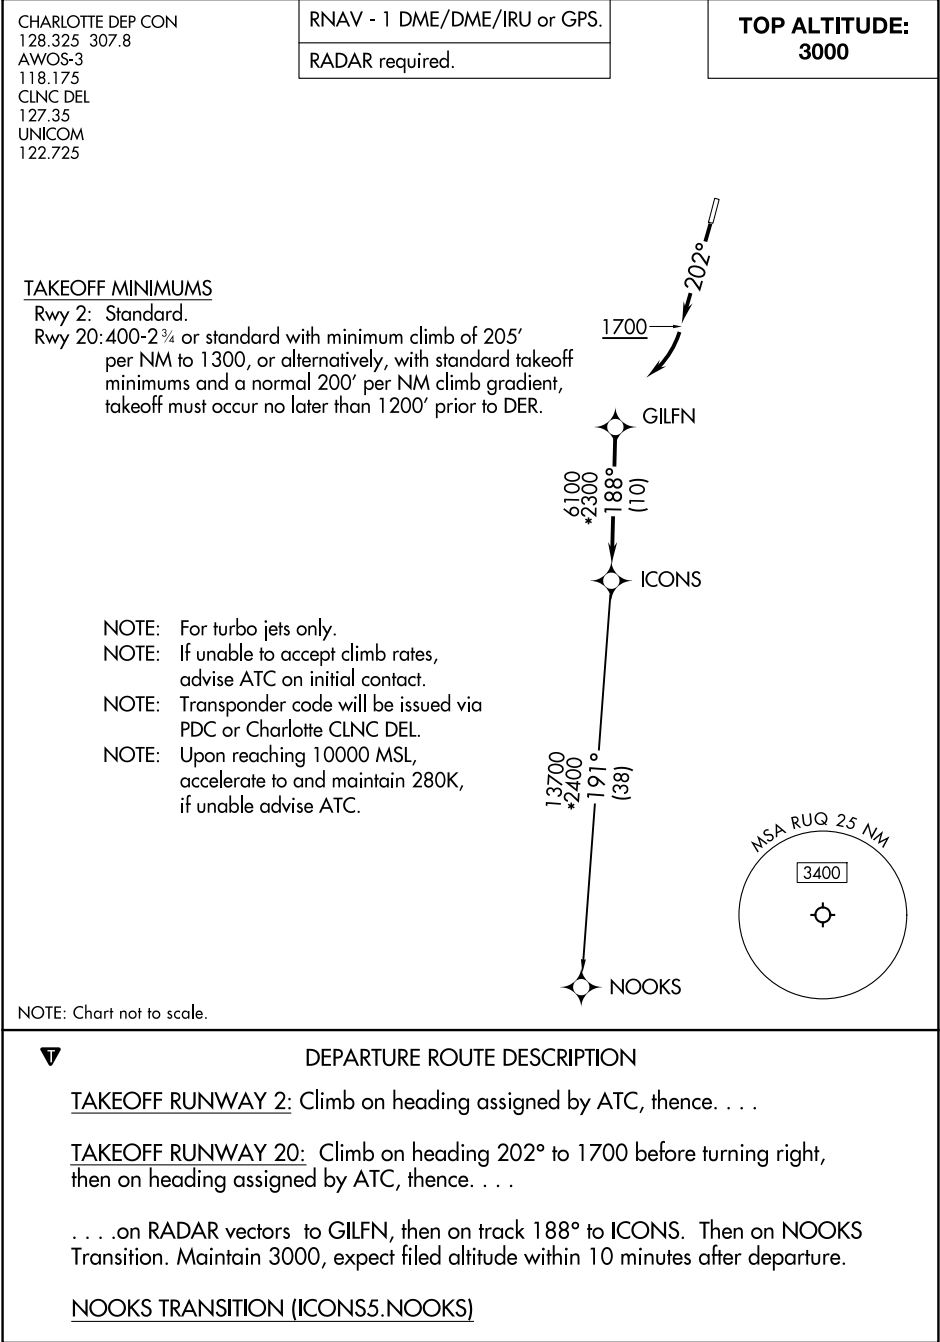 CHARLOTTE DEP CON
128.325 307.8
AWOS-3
118.175
CLNC DEL
127.35
UNICOM
122.725
RNAV - 1 DME/DME/IRU or GPS.
RADAR required.
TOP ALTITUDE:
3000
TAKEOFF MINIMUMS
Rwy 2: Standard.
Rwy 20: 400-2¾ or standard with minimum climb of 205′
per NM to 1300, or alternatively, with standard takeoff
minimums and a normal 200′ per NM climb gradient,
takeoff must occur no later than 1200′ prior to DER.
202°
1700
GILFN
6100
*2300
188°
(10)
ICONS
NOTE: For turbo jets only.
NOTE: If unable to accept climb rates,
advise ATC on initial contact.
NOTE: Transponder code will be issued via
PDC or Charlotte CLNC DEL.
NOTE: Upon reaching 10000 MSL,
accelerate to and maintain 280K,
if unable advise ATC.
13700
*2400
191°
(38)
MSA RUQ 25 NM
3400
NOOKS
NOTE: Chart not to scale.
T
DEPARTURE ROUTE DESCRIPTION
TAKEOFF RUNWAY 2: Climb on heading assigned by ATC, thence. . . .
TAKEOFF RUNWAY 20: Climb on heading 202° to 1700 before turning right,
then on heading assigned by ATC, thence. . . .
. . . .on RADAR vectors to GILFN, then on track 188° to ICONS. Then on NOOKS
Transition. Maintain 3000, expect filed altitude within 10 minutes after departure.
NOOKS TRANSITION (ICONS5.NOOKS)